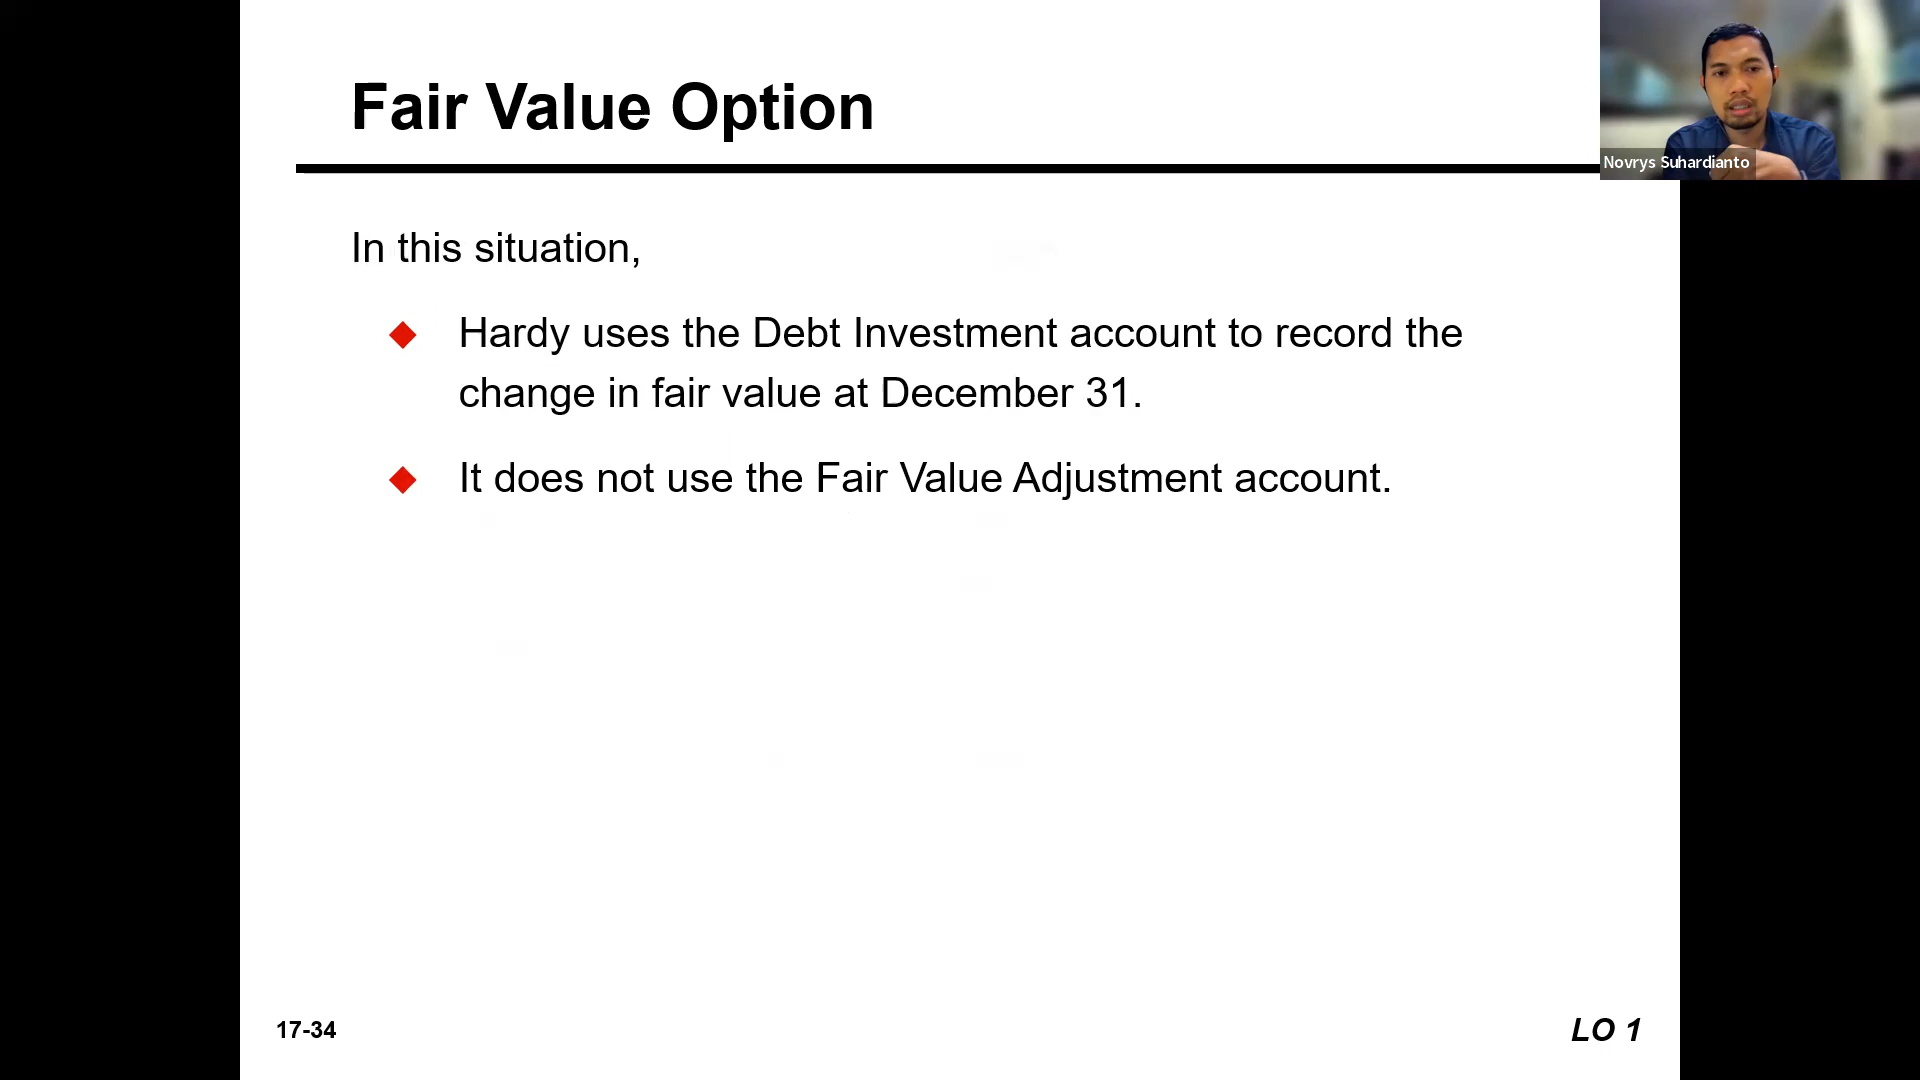 Fair Value Option
Novrys Suhardianto
In this situation,
Hardy uses the Debt Investment account to record the
change in fair value at December 31.
It does not use the Fair Value Adjustment account.
17-34
LO 1